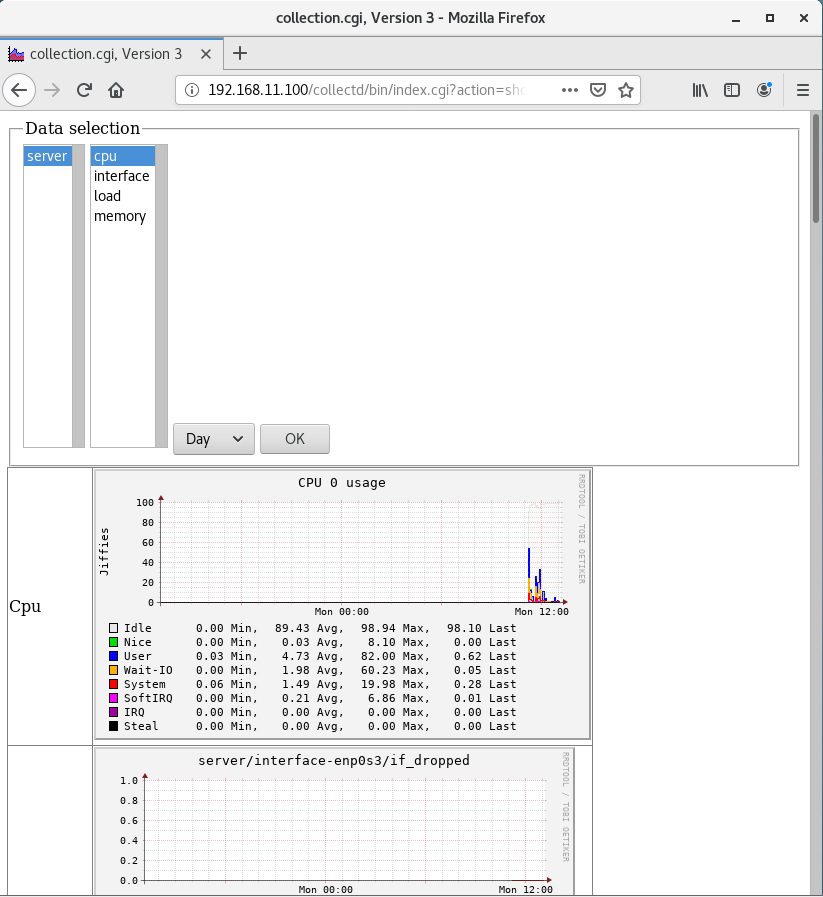 collection.cgi, Version 3 - Mozilla Firefox
collection.cgi, Version 3
192.168.11.100/collectd/bin/index.cgi?action=sho
Data selection
server
cpu
interface
load
memory
Day
OK
Cpu
CPU 0 usage
RRDTOOL / TOBI OETIKER
Jiffies
100
80
60
40
20
0
Mon 00:00 Mon 12:00
Idle 0.00 Min, 89.43 Avg, 98.94 Max, 98.10 Last
Nice 0.00 Min, 0.03 Avg, 8.10 Max, 0.00 Last
User 0.03 Min, 4.73 Avg, 82.00 Max, 0.62 Last
Wait-IO 0.00 Min, 1.98 Avg, 60.23 Max, 0.05 Last
System 0.06 Min, 1.49 Avg, 19.98 Max, 0.28 Last
SoftIRQ 0.00 Min, 0.21 Avg, 6.86 Max, 0.01 Last
IRQ 0.00 Min, 0.00 Avg, 0.00 Max, 0.00 Last
Steal 0.00 Min, 0.00 Avg, 0.00 Max, 0.00 Last
server/interface-enp0s3/if_dropped
RRDTOOL / TOBI OETIKER
1.0
0.8
0.6
0.4
0.2
0.0
Mon 00:00 Mon 12:00